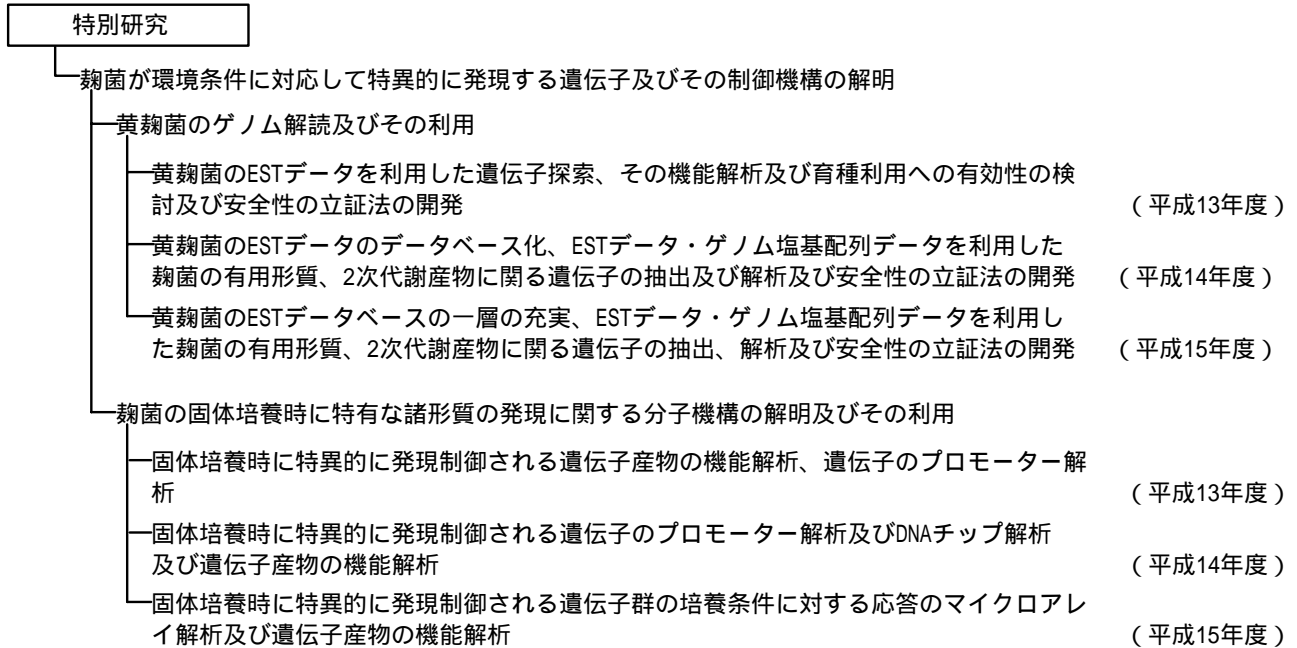 特別研究
麹菌が環境条件に対応して特異的に発現する遺伝子及びその制御機構の解明
黄麹菌のゲノム解読及びその利用
黄麹菌のESTデータを利用した遺伝子探索、その機能解析及び育種利用への有効性の検
討及び安全性の立証法の開発 (平成13年度)
黄麹菌のESTデータのデータベース化、ESTデータ・ゲノム塩基配列データを利用した
麹菌の有用形質、2次代謝産物に関る遺伝子の抽出及び解析及び安全性の立証法の開発 (平成14年度)
黄麹菌のESTデータベースの一層の充実、ESTデータ・ゲノム塩基配列データを利用し
た麹菌の有用形質、2次代謝産物に関る遺伝子の抽出、解析及び安全性の立証法の開発 (平成15年度)
麹菌の固体培養時に特有な諸形質の発現に関する分子機構の解明及びその利用
固体培養時に特異的に発現制御される遺伝子産物の機能解析、遺伝子のプロモーター解
析 (平成13年度)
固体培養時に特異的に発現制御される遺伝子のプロモーター解析及びDNAチップ解析
及び遺伝子産物の機能解析 (平成14年度)
固体培養時に特異的に発現制御される遺伝子群の培養条件に対する応答のマイクロアレ
イ解析及び遺伝子産物の機能解析 (平成15年度)